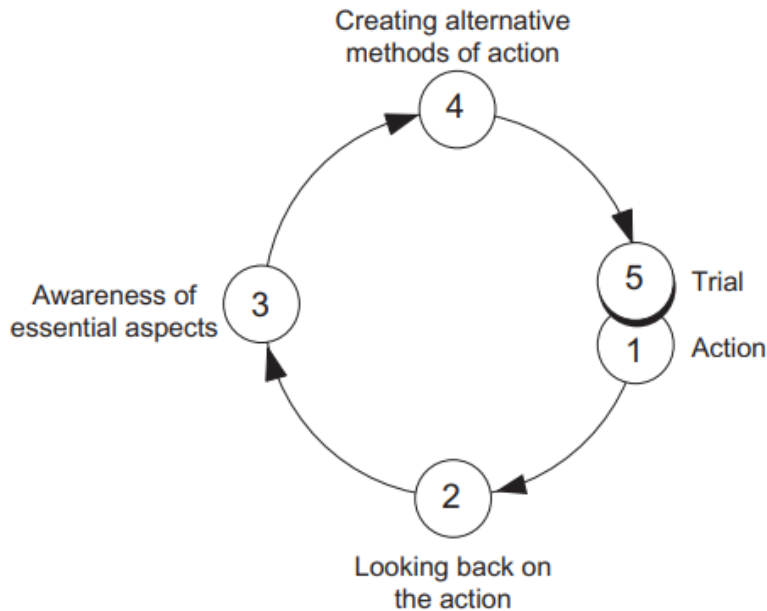 Creating alternative
methods of action
4
5
Trial
3
Awareness of
essential aspects
1
Action
2
Looking back on
the action